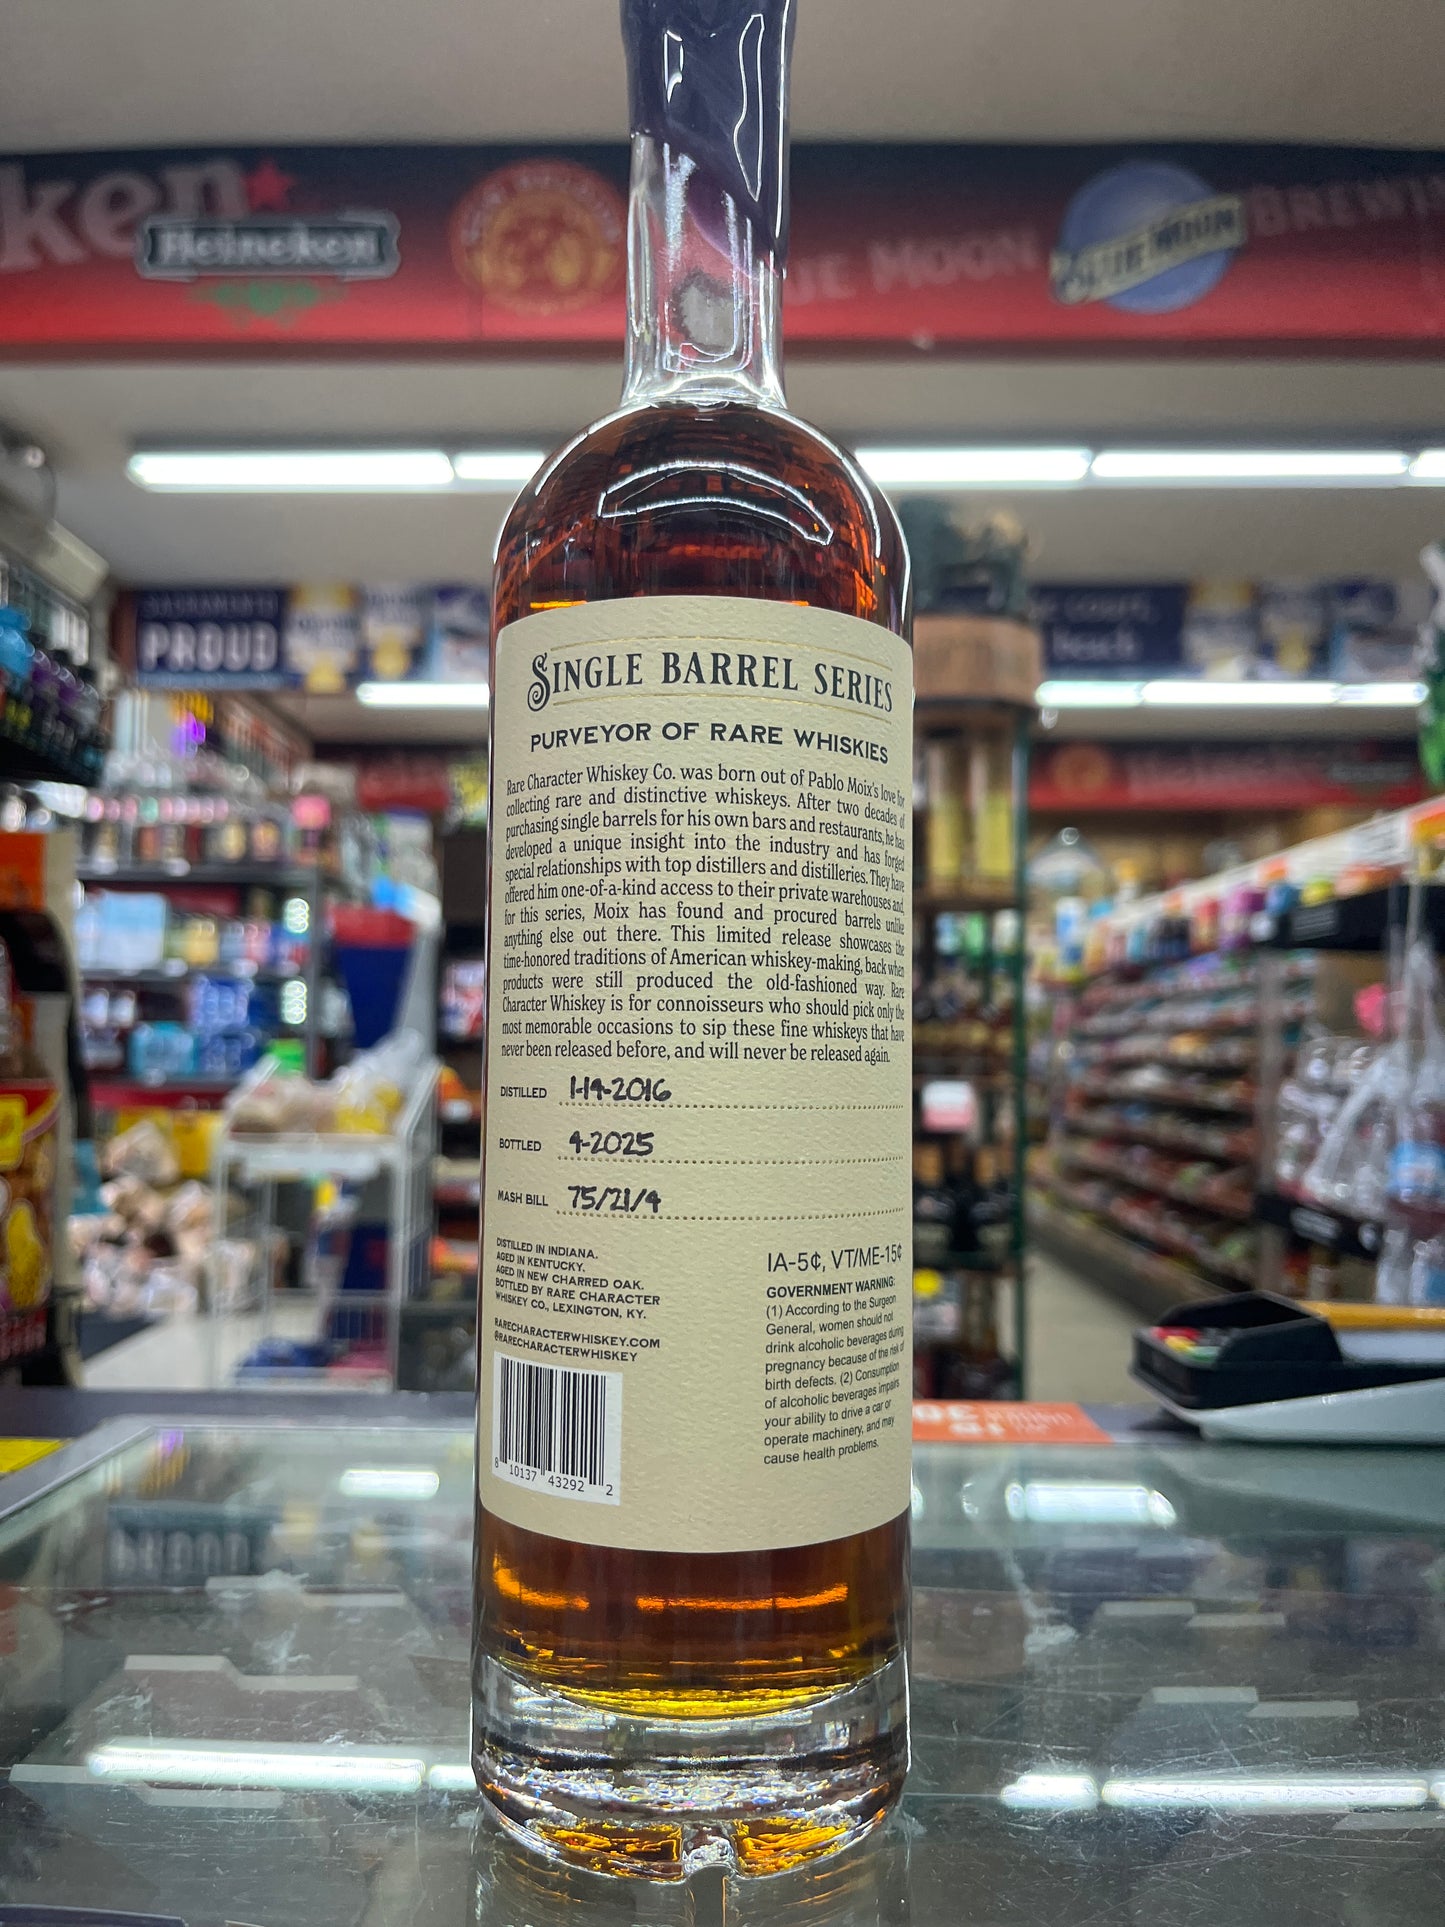 ken
Heineken
UE MOON
BLUE MOON
BREWI
SACRAMENTO
PROUD
SINGLE BARREL SERIES
PURVEYOR OF RARE WHISKIES
Rare Character Whiskey Co. was born out of Pablo Moix's love for
collecting rare and distinctive whiskeys. After two decades of
purchasing single barrels for his own bars and restaurants, he has
developed a unique insight into the industry and has forged
special relationships with top distillers and distilleries. They have
offered him one-of-a-kind access to their private warehouses and,
for this series, Moix has found and procured barrels unlike
anything else out there. This limited release showcases the
time-honored traditions of American whiskey-making, back when
products were still produced the old-fashioned way. Rare
Character Whiskey is for connoisseurs who should pick only the
most memorable occasions to sip these fine whiskeys that have
never been released before, and will never be released again.
DISTILLED 1-14-2016
BOTTLED 4-2025
MASH BILL 75/21/4
DISTILLED IN INDIANA.
AGED IN KENTUCKY.
AGED IN NEW CHARRED OAK.
BOTTLED BY RARE CHARACTER
WHISKEY CO., LEXINGTON, KY.
RARECHARACTERWHISKEY.COM
@RARECHARACTERWHISKEY
8 10137 43292 2
IA-5¢, VT/ME-15¢
GOVERNMENT WARNING:
(1) According to the Surgeon
General, women should not
drink alcoholic beverages during
pregnancy because of the risk of
birth defects. (2) Consumption
of alcoholic beverages impairs
your ability to drive a car or
operate machinery, and may
cause health problems.